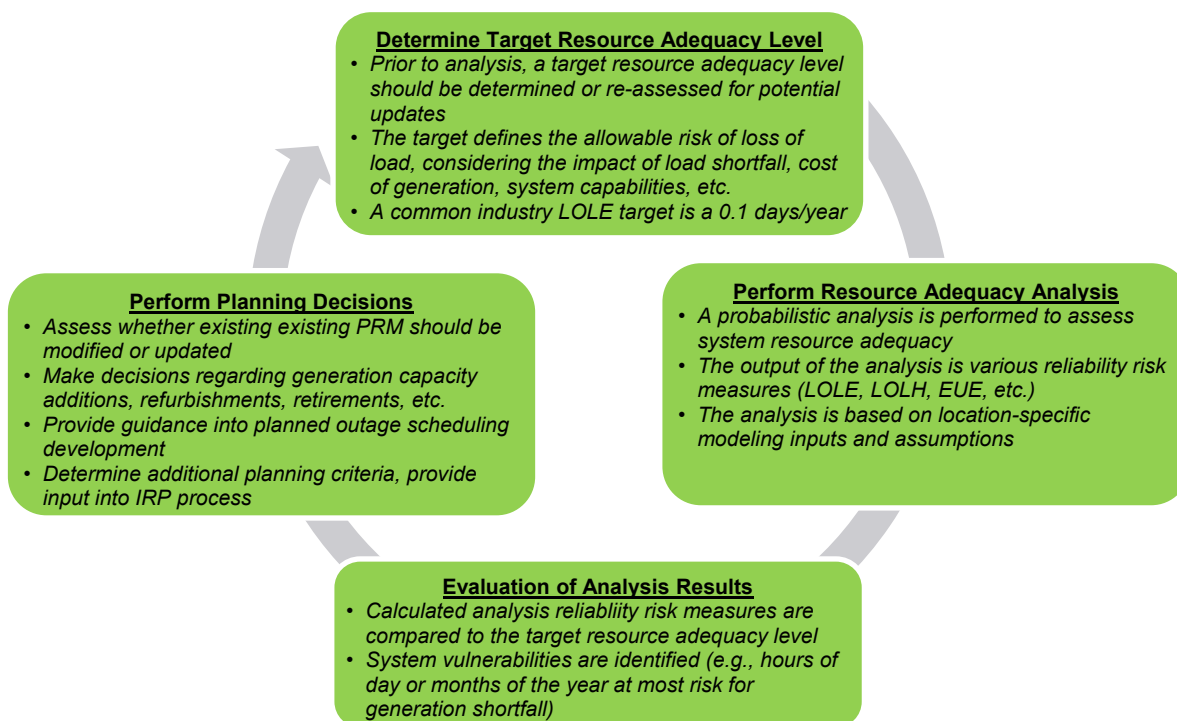 Determine Target Resource Adequacy Level
• Prior to analysis, a target resource adequacy level
should be determined or re-assessed for potential
updates
• The target defines the allowable risk of loss of
load, considering the impact of load shortfall, cost
of generation, system capabilities, etc.
• A common industry LOLE target is a 0.1 days/year
Perform Resource Adequacy Analysis
• A probabilistic analysis is performed to assess
system resource adequacy
• The output of the analysis is various reliability risk
measures (LOLE, LOLH, EUE, etc.)
• The analysis is based on location-specific
modeling inputs and assumptions
Evaluation of Analysis Results
• Calculated analysis reliabliity risk measures are
compared to the target resource adequacy level
• System vulnerabilities are identified (e.g., hours of
day or months of the year at most risk for
generation shortfall)
Perform Planning Decisions
• Assess whether existing existing PRM should be
modified or updated
• Make decisions regarding generation capacity
additions, refurbishments, retirements, etc.
• Provide guidance into planned outage scheduling
development
• Determine additional planning criteria, provide
input into IRP process